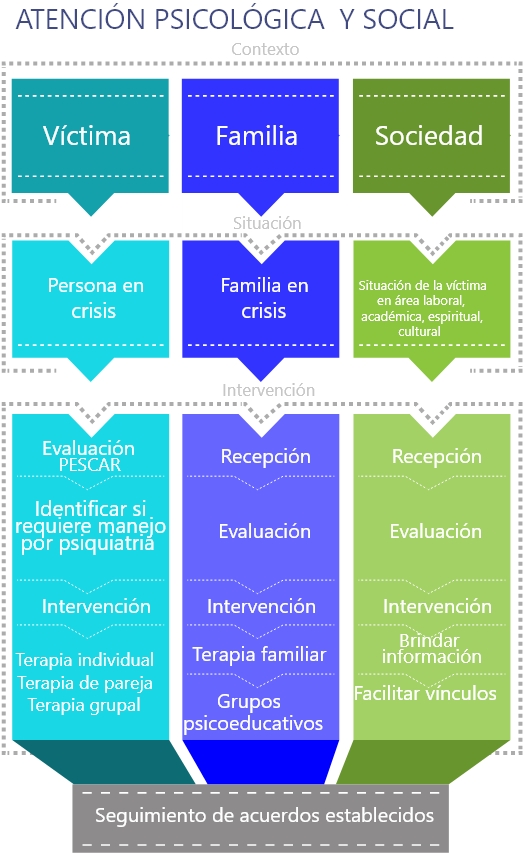 ATENCIÓN PSICOLÓGICA Y SOCIAL
Contexto
Víctima
Familia
Sociedad
Situación
Persona en
crisis
Familia en
crisis
Situación de la víctima
en área laboral,
académica, espiritual,
cultural
Intervención
Evaluación
PESCAR
Identificar si
requiere manejo
por psiquiatria
Intervención
Terapia individual
Terapia de pareja
Terapia grupal
Recepción
Evaluación
Intervención
Terapia familiar
Grupos
psicoeducativos
Recepción
Evaluación
Intervención
Brindar
información
Facilitar vínculos
Seguimiento de acuerdos establecidos